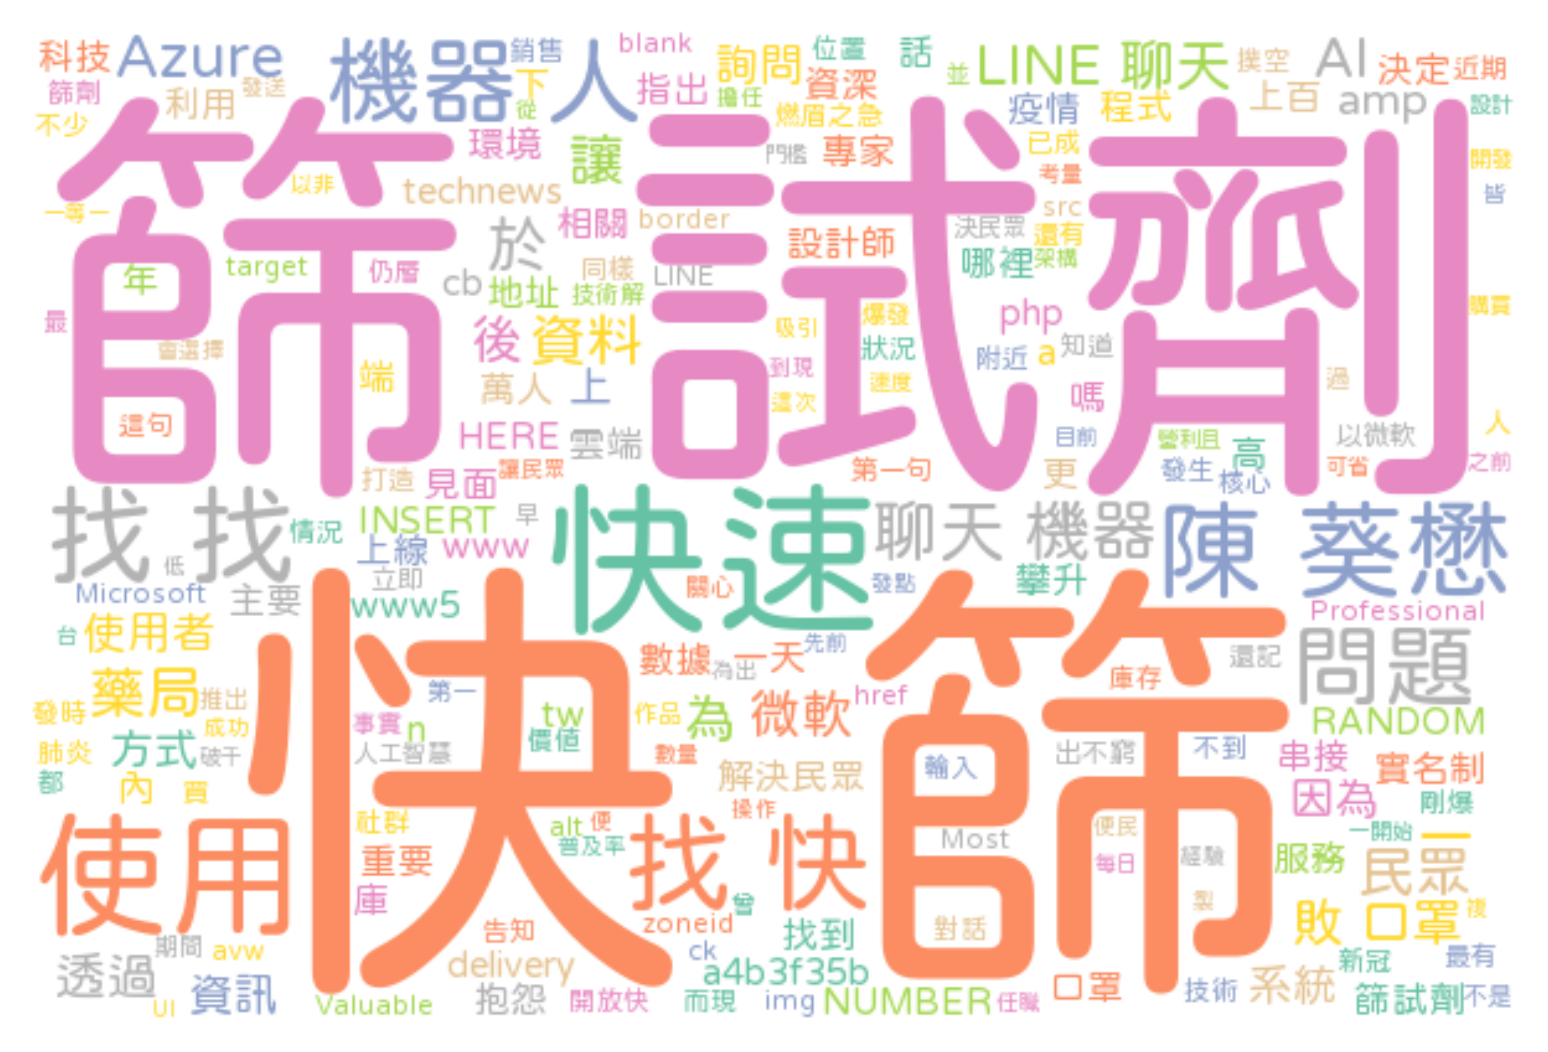 科技 Azure 機器人 銷售 blank 詢問 位置 話 並 LINE 聊天 撲空 AI 決定 近期
篩劑 利用 發送 下 從 指出 擔任 資深 燃眉之急 疫情 程式 上百 amp 設計
不少 環境 讓 門檻 專家 已成 開發
篩 試劑
以非 technews 考量 皆
一等一 於 相關 border 設計師 決民眾 src 還有
年 target 仍層 cb 地址 同樣 技術解 LINE 哪裡 架構
最 會選擇 後 資料 吸引 爆發 狀況 php 附近 a 知道 購買
端 萬人 上 到現 速度 這次 嗎 過
這句 HERE 雲端 目前 營利且 高 以微軟 人
打造 見面 讓民眾 第一句 更 發生 核心 可省 之前
找 找 情況 INSERT 早 快速 聊天 機器 陳 葵懋
低 上線 www 立即 關心 發點 攀升
Microsoft 主要 www5 Professional
台 使用者 快 篩 數據 一天 先前 為出 還記 問題
藥局 推出 第一 庫存
發時 成功 事實 n tw 價值 作品 為 微軟 href RANDOM
肺炎 方式 破千 人工智慧 數量 出不窮 不到 串接 實名制
都 內 買 解決民眾 輸入 因為 剛爆
使用 社群 alt 便 普及率 操作 找 快 Most 便民 一開始 一
重要 每日 經驗 服務 民眾
庫 曾 製 敗 口罩 複
期間 avw 告知 zoneid 找到 對話
透過 delivery ck a4b3f35b 新冠 最有
UI 資訊 Valuable 抱怨 開放快 而現 img NUMBER 任職 口罩 技術 系統 篩試劑 不是